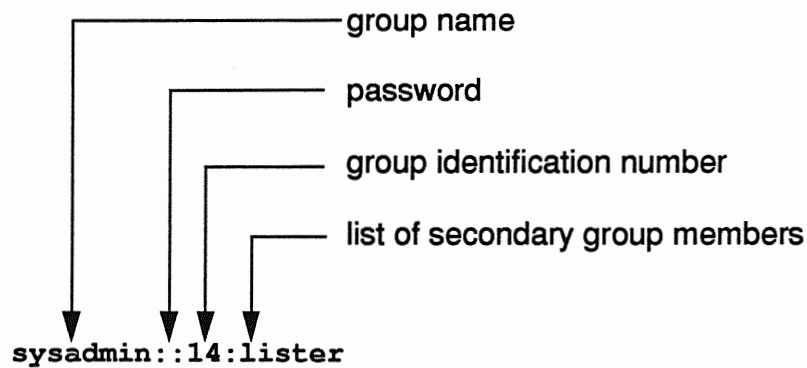 group name
password
group identification number
list of secondary group members
sysadmin::14:lister